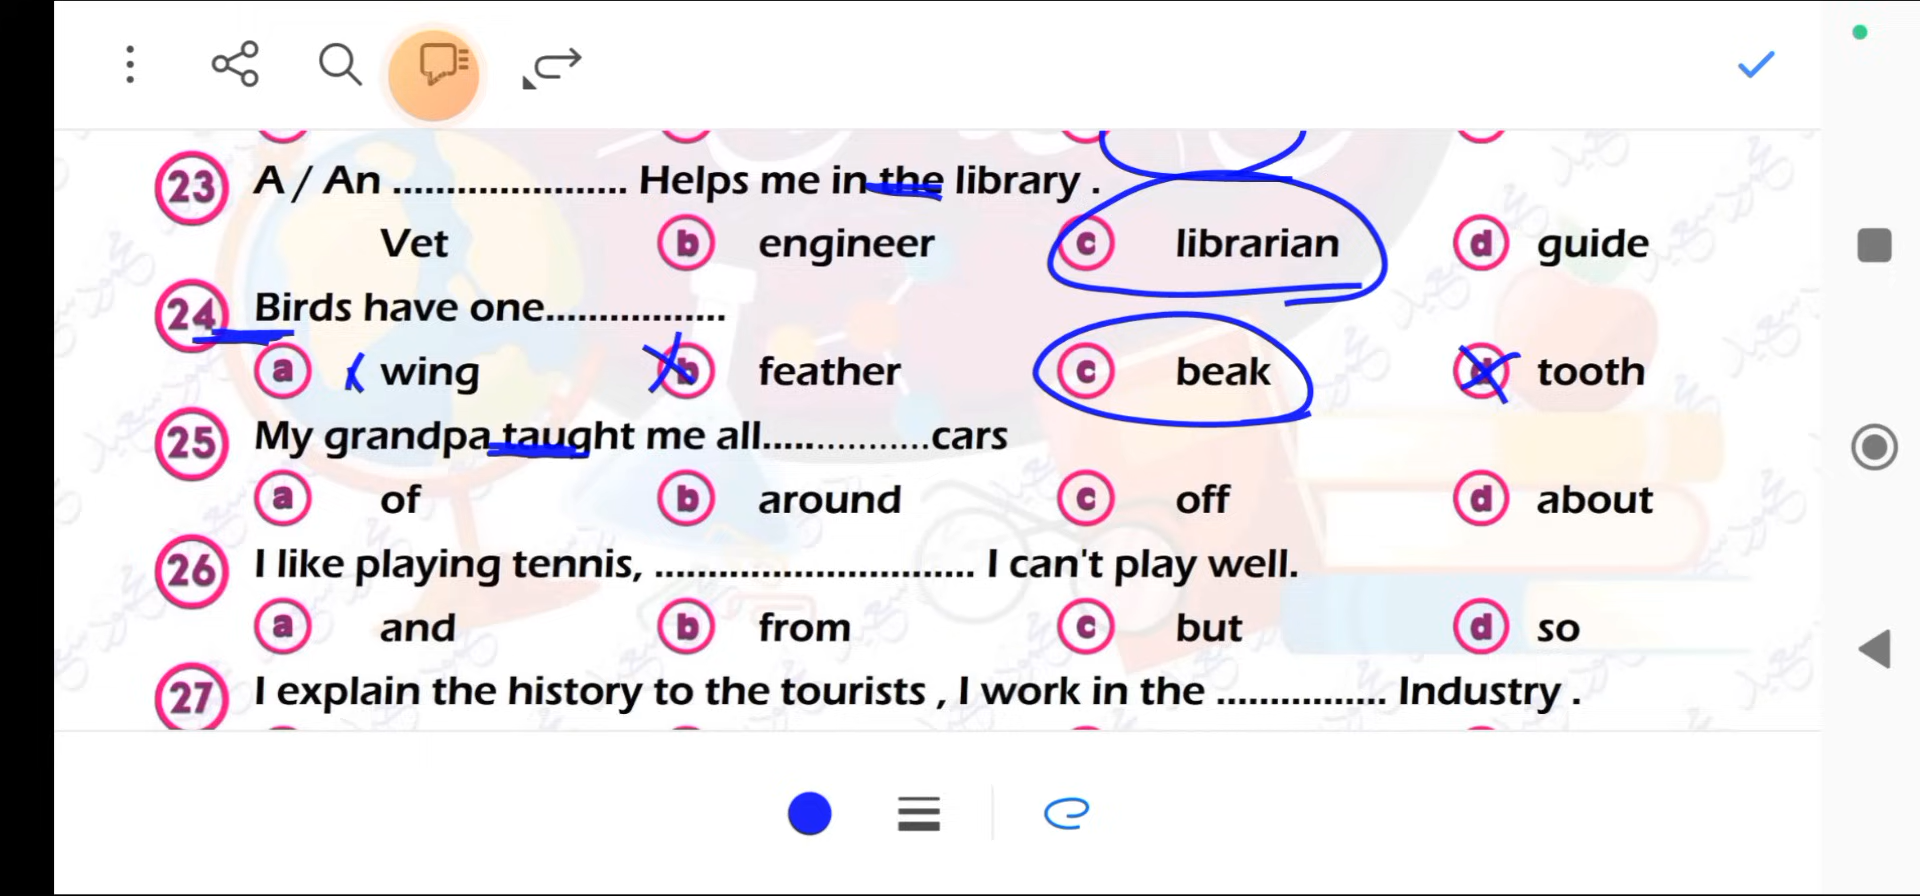 23 A / An ...................... Helps me in the library .
Vet b engineer c librarian d guide
24 Birds have one.................
a wing b feather c beak d tooth
25 My grandpa taught me all................cars
a of b around c off d about
26 I like playing tennis, .............................. I can't play well.
a and b from c but d so
27 I explain the history to the tourists , I work in the ................ Industry .